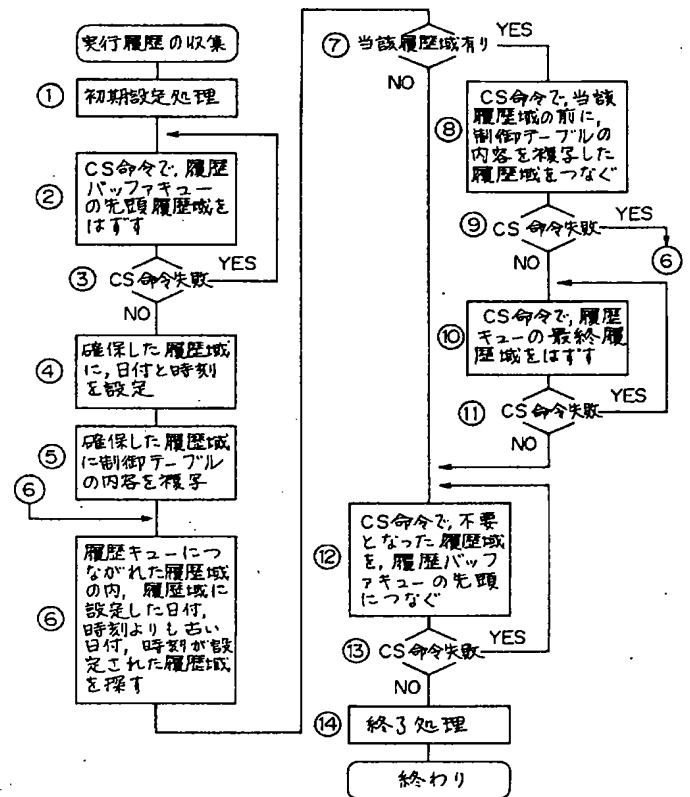 実行履歴の収集
① 初期設定処理
② CS命令で,履歴
バッファキュー
の先頭履歴域を
はずす
③ CS命令失敗
YES
NO
④ 確保した履歴域
に,日付と時刻
を設定
⑤ 確保した履歴域
に制御テーブル
の内容を複写
⑥
⑥ 履歴キューにつ
ながれた履歴域
の内,履歴域に
設定した日付,
時刻よりも古い
日付,時刻が設
定された履歴域
を探す
⑦ 当該履歴域有り
YES
NO
⑧ CS命令で,当該
履歴域の前に,
制御テーブルの
内容を複写した
履歴域をつなぐ
⑨ CS命令失敗
YES
⑥
NO
⑩ CS命令で,履歴
キューの最終履
歴域をはずす
⑪ CS命令失敗
YES
NO
⑫ CS命令で,不要
となった履歴域
を,履歴バッフ
ァキューの先頭
につなぐ
⑬ CS命令失敗
YES
NO
⑭ 終了処理
終わり